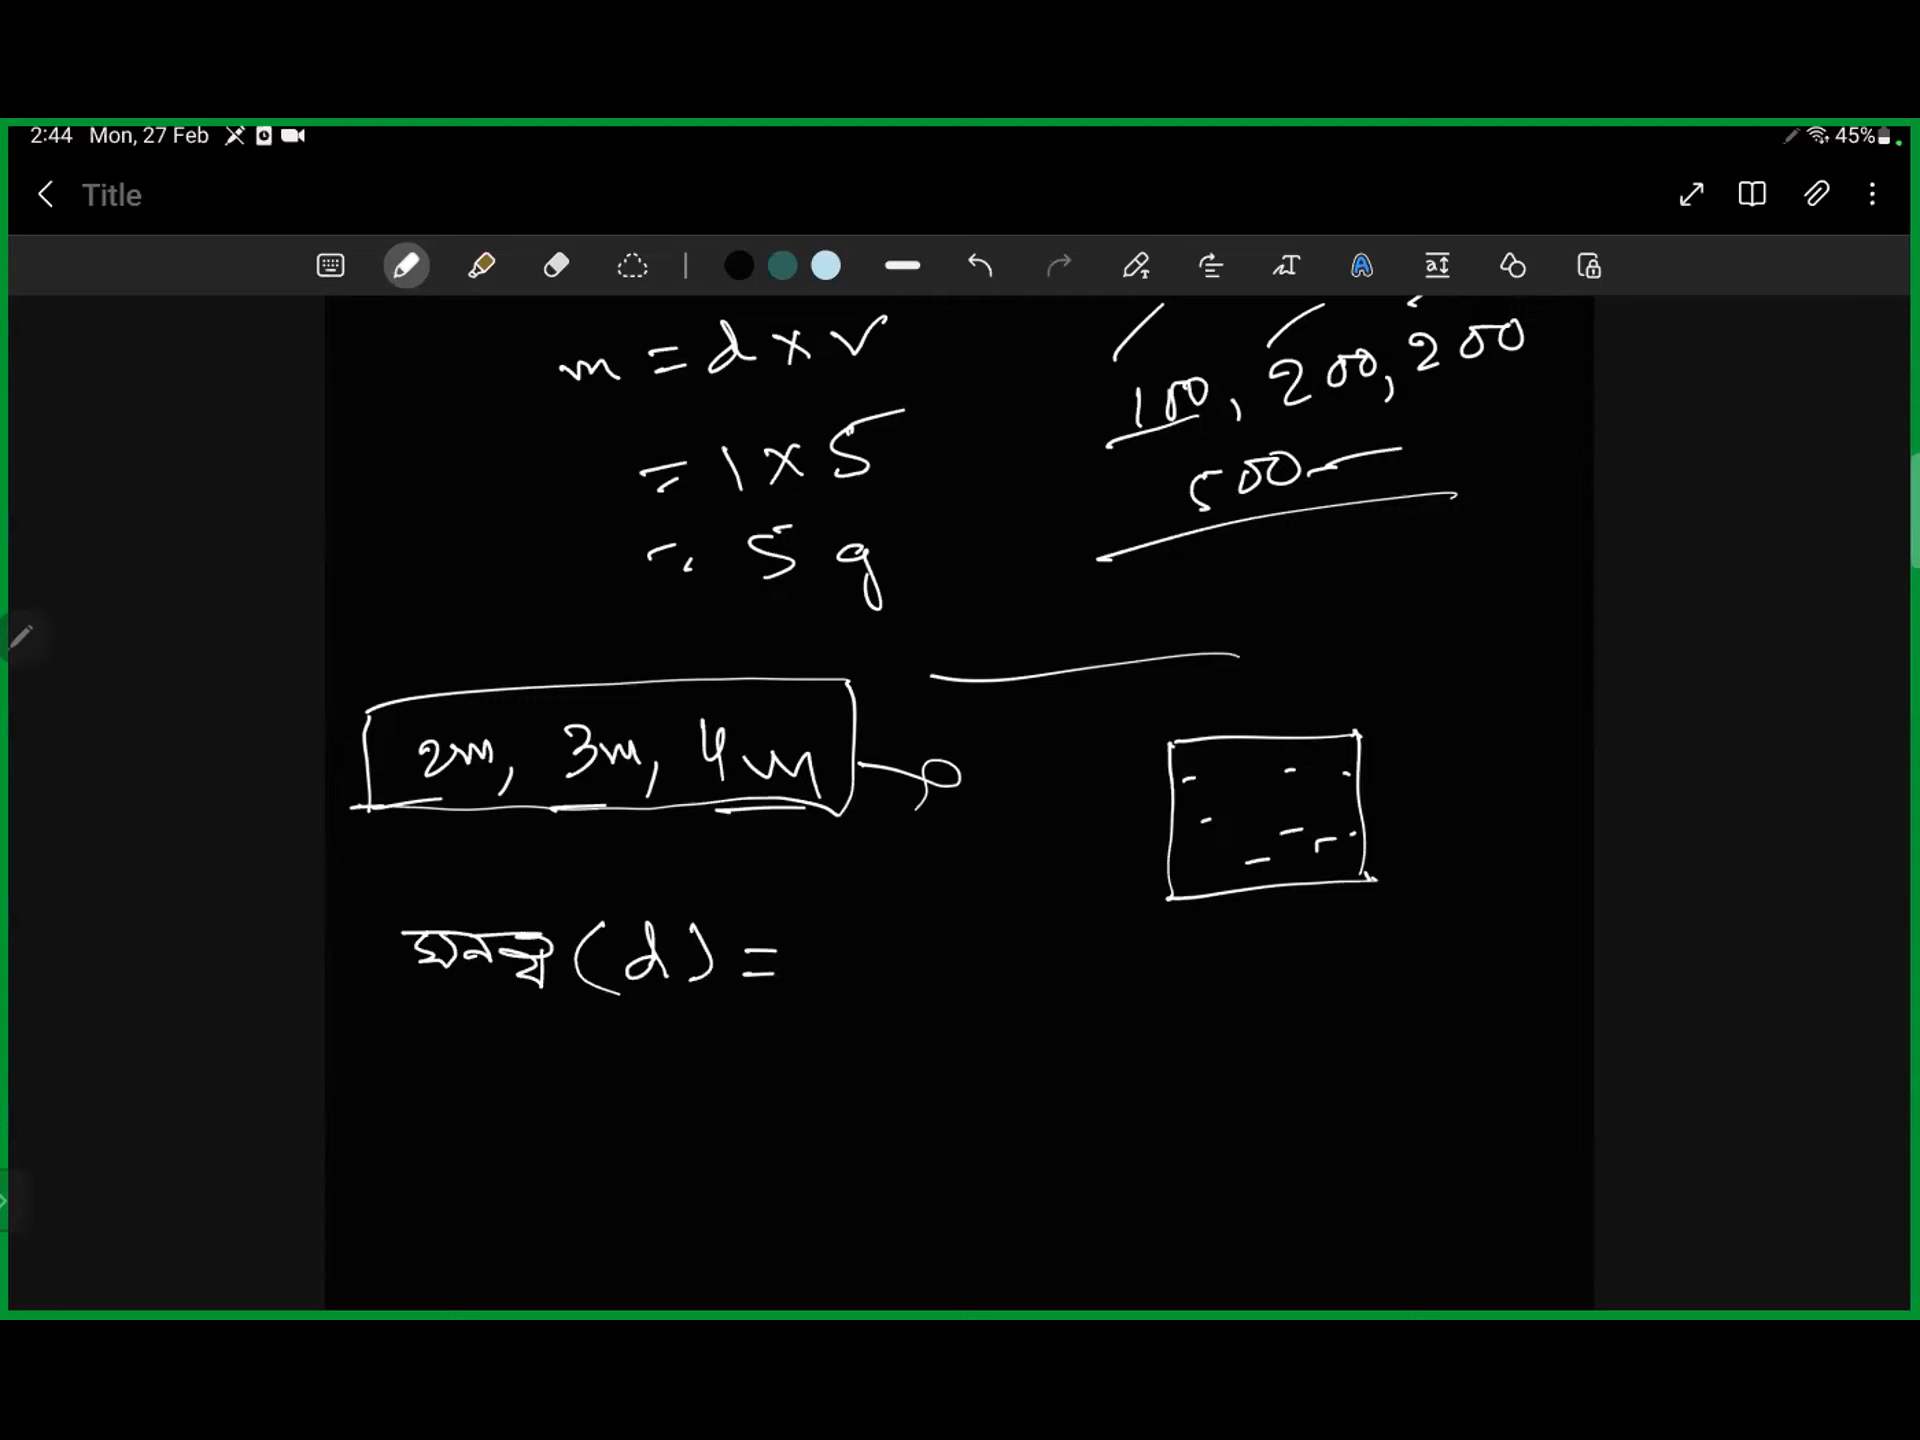 2:44 Mon, 27 Feb 45%
Title
m = d x v
= 1 x 5
= 5 g
100, 200, 200
500
2m, 3m, 4m
ঘনত্ব (d) =